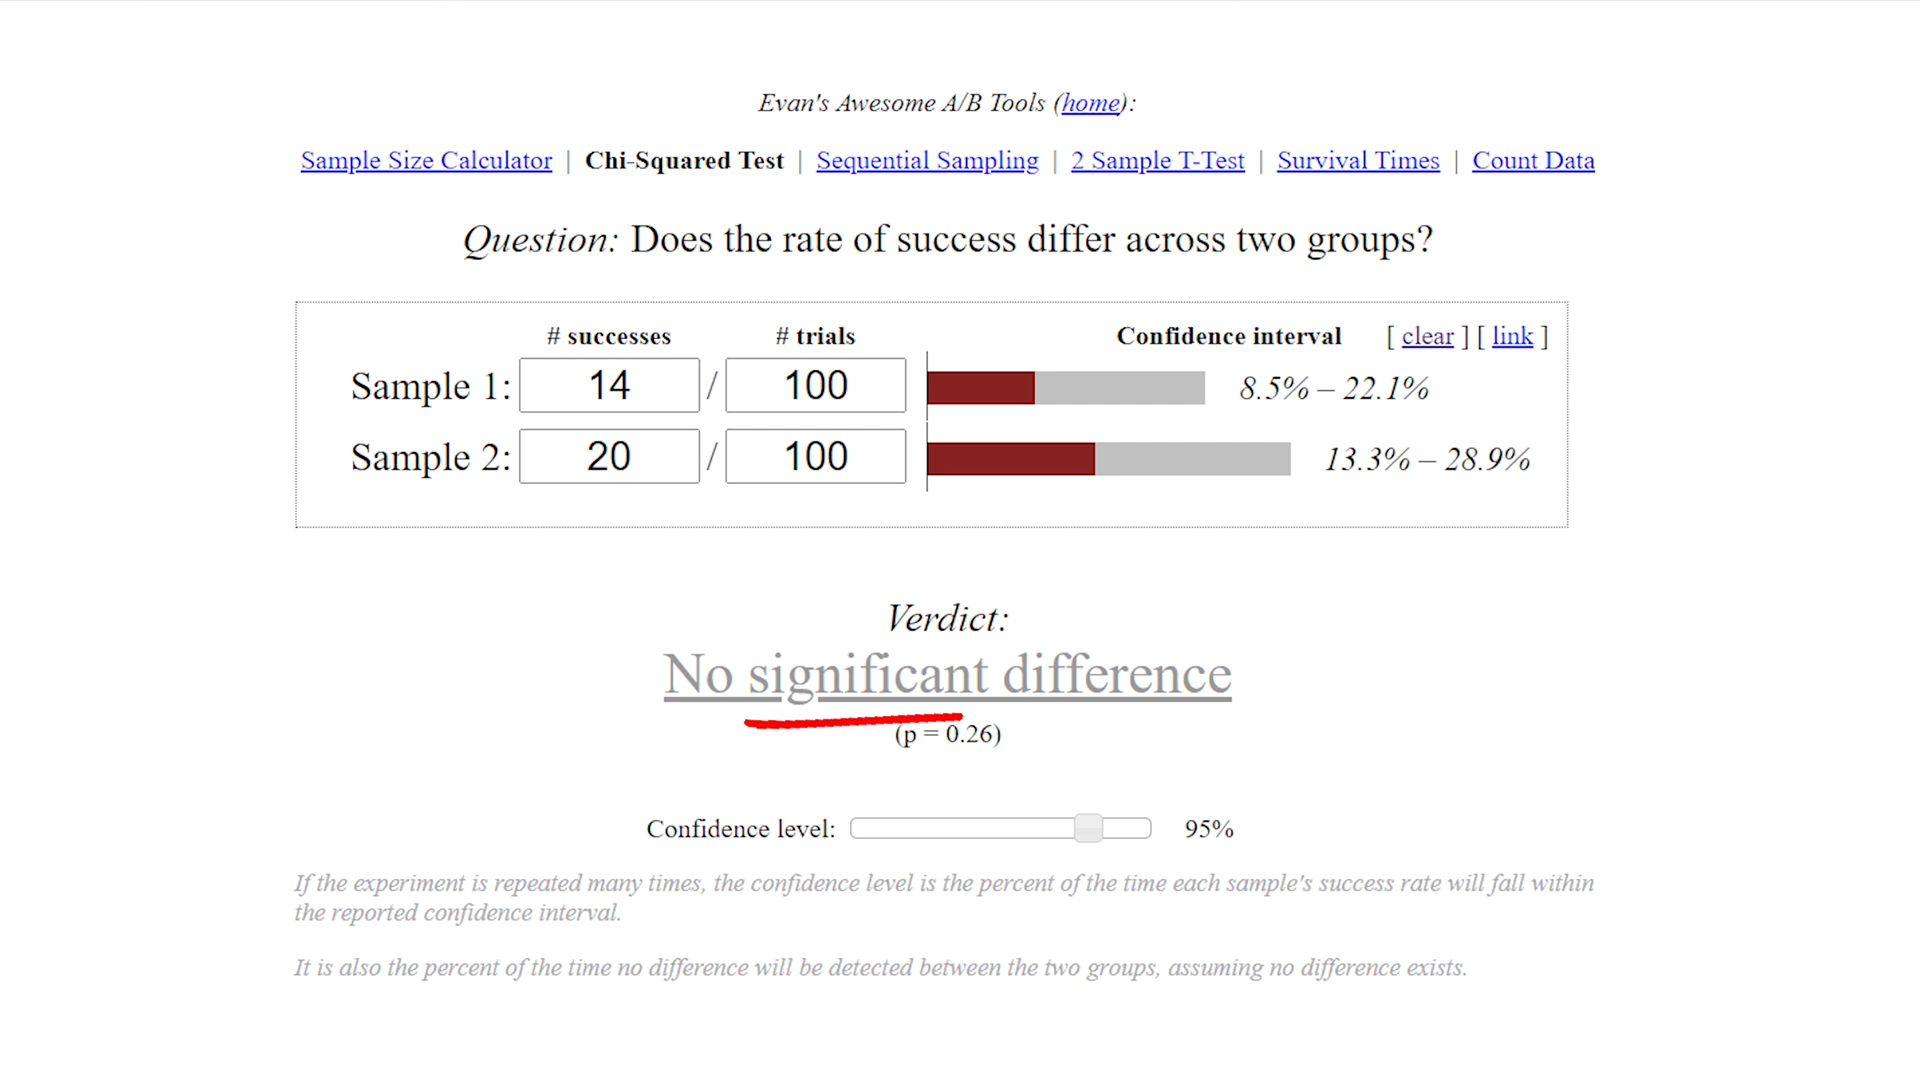 Evan's Awesome A/B Tools (home):
Sample Size Calculator | Chi-Squared Test | Sequential Sampling | 2 Sample T-Test | Survival Times | Count Data
Question: Does the rate of success differ across two groups?
# successes # trials Confidence interval [ clear ] [ link ]
Sample 1: 14 / 100 8.5% – 22.1%
Sample 2: 20 / 100 13.3% – 28.9%
Verdict:
No significant difference
(p = 0.26)
Confidence level: 95%
If the experiment is repeated many times, the confidence level is the percent of the time each sample's success rate will fall within
the reported confidence interval.
It is also the percent of the time no difference will be detected between the two groups, assuming no difference exists.